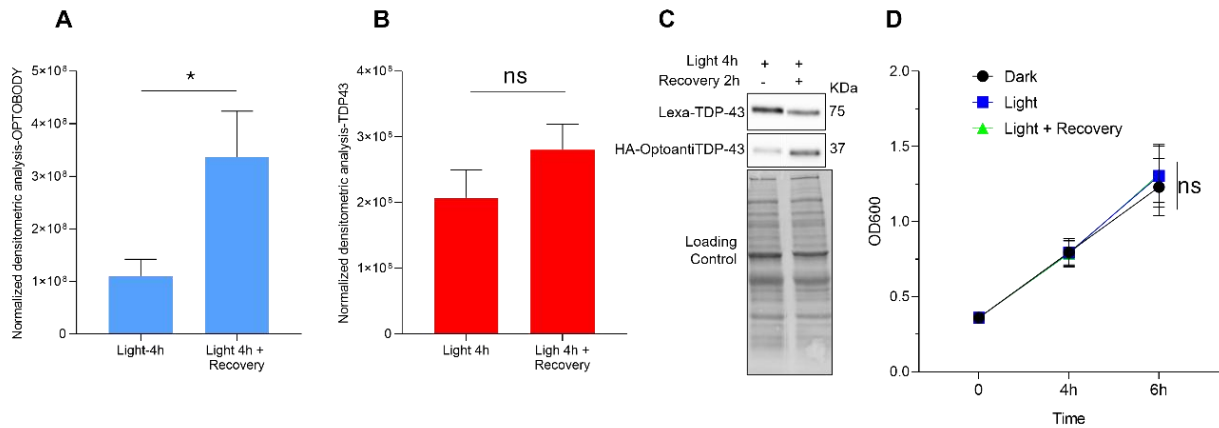 A
Normalized densitometric analysis-OPTOBODY
5×10⁸
4×10⁸
3×10⁸
2×10⁸
1×10⁸
0
*
Light-4h
Light 4h +
Recovery
B
Normalized densitometric analysis-TDP43
4×10⁸
3×10⁸
2×10⁸
1×10⁸
0
ns
Light 4h
Ligh 4h +
Recovery
C
Light 4h + +
Recovery 2h - +
KDa
Lexa-TDP-43 75
HA-OptoantiTDP-43 37
Loading
Control
D
OD600
2.0
1.5
1.0
0.5
0.0
Dark
Light
Light + Recovery
ns
0 4h 6h
Time